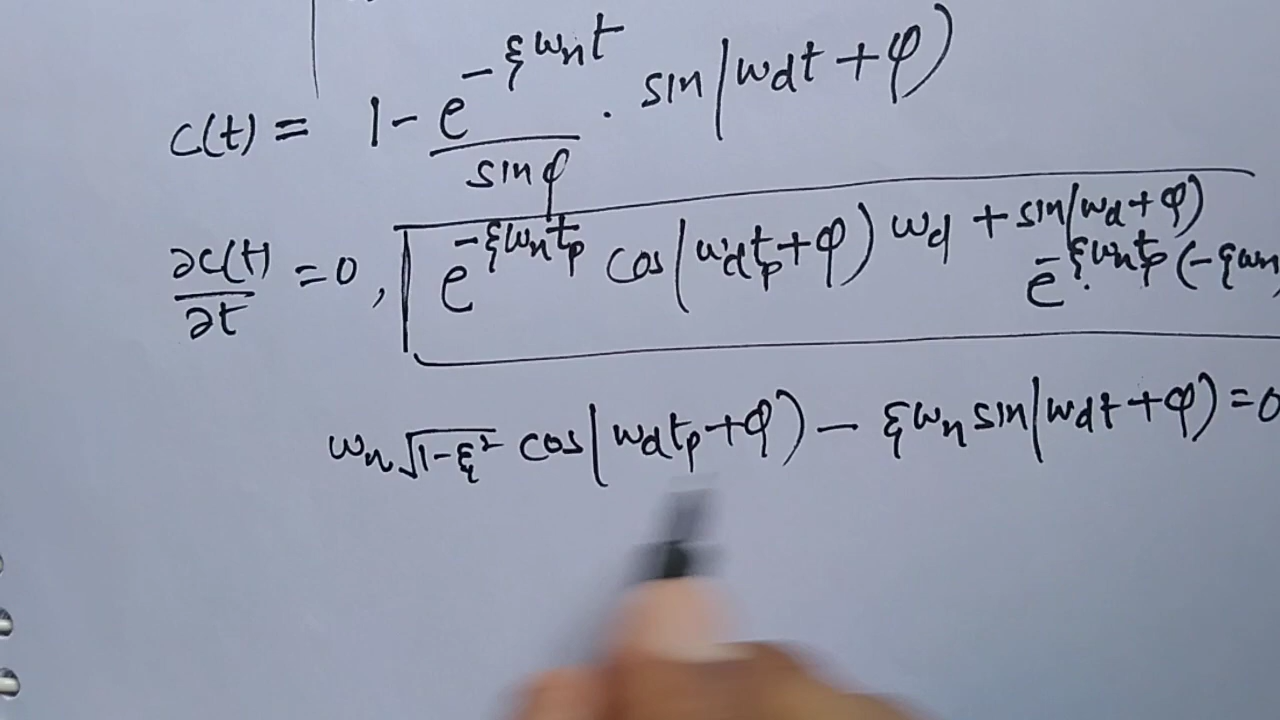 c(t) = 1 - e^{-ξωnt} / sinφ . sin(ωdt + φ)
∂c(t)/∂t = 0, e^{-ξωntp} cos(ωdtp + φ) ωd + sin(ωd + φ) e^{-ξωntp} (-ξωn)
ωn√1-ξ² cos(ωdtp + φ) - ξωn sin(ωdt + φ) = 0